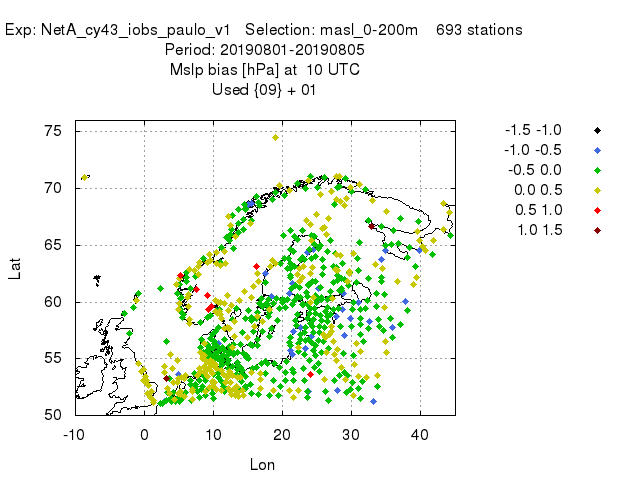 Exp: NetA_cy43_iobs_paulo_v1   Selection: masl_0-200m    693 stations
Period: 20190801-20190805
Mslp bias [hPa] at  10 UTC
Used {09} + 01
75
70
65
60
55
50
Lat
-10 0 10 20 30 40
Lon
-1.5 -1.0
-1.0 -0.5
-0.5 0.0
0.0 0.5
0.5 1.0
1.0 1.5